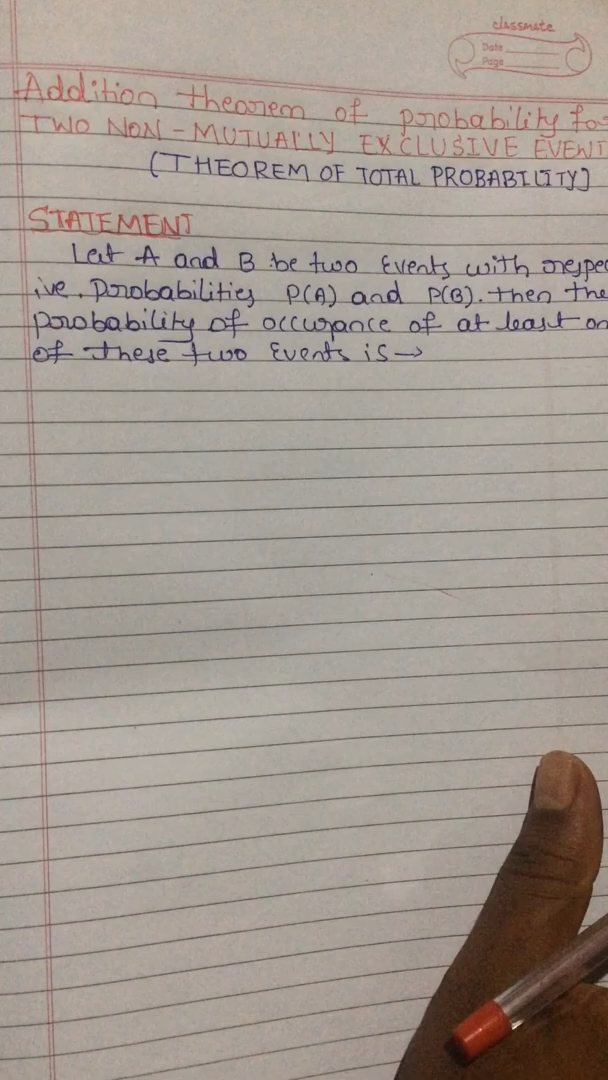 classmate
Date
Page
Addition theorem of probability for
TWO NON-MUTUALLY EXCLUSIVE EVENT
(THEOREM OF TOTAL PROBABILITY]
STATEMENT
Let A and B be two Events with respec
ive. Probabilities P(A) and P(B). then the
probability of occurance of at least on
of these two Events is →